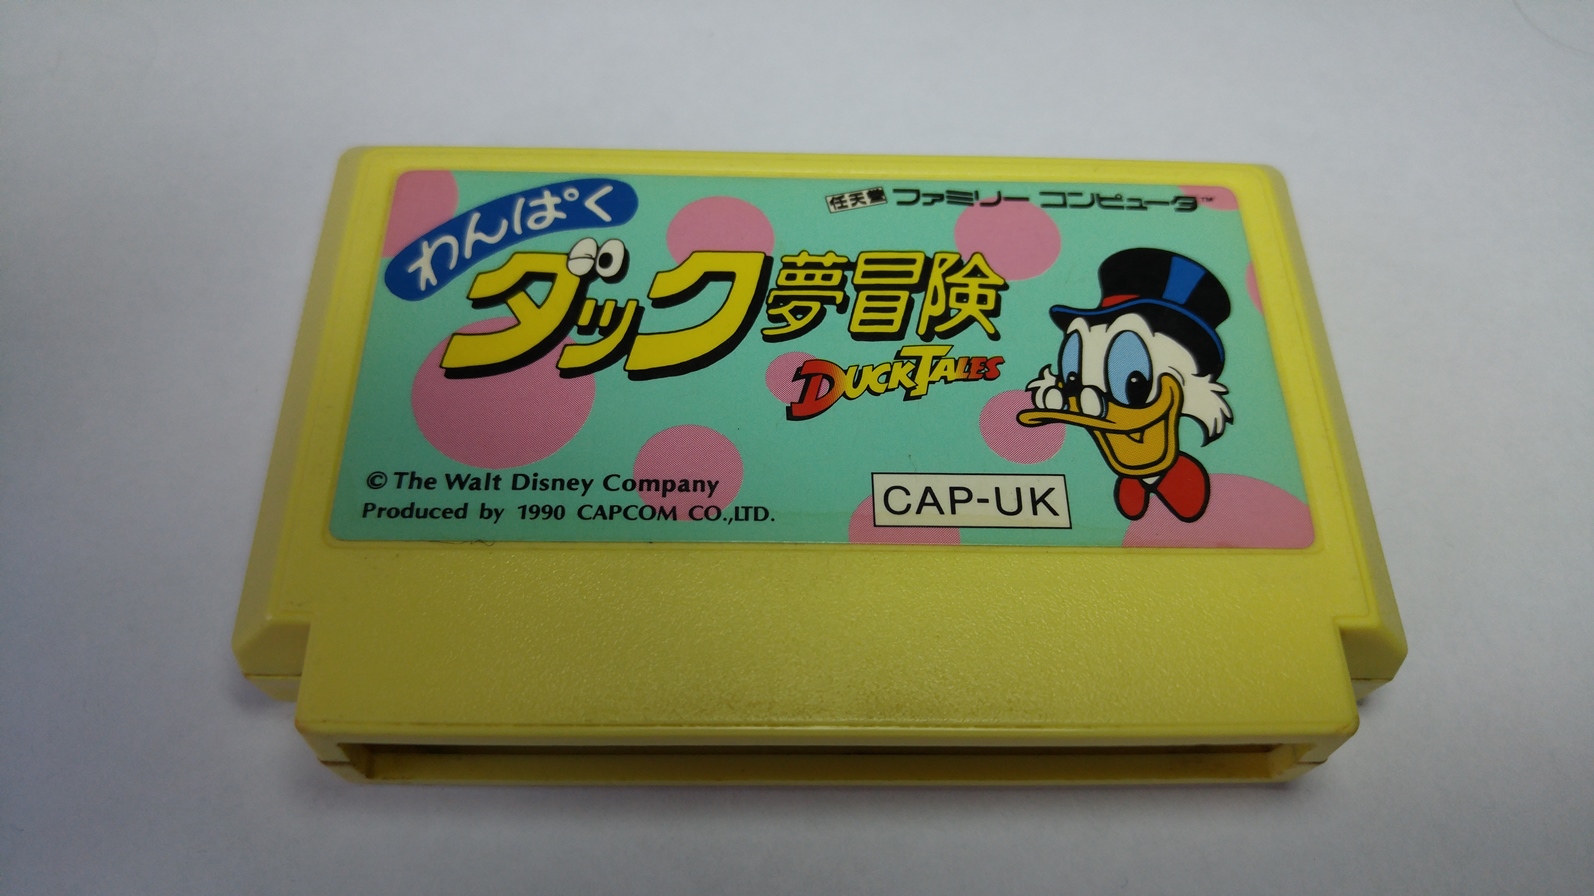 任天堂 ファミリー コンピュータ™
わんぱく
ダック夢冒険
DUCKTALES
© The Walt Disney Company
Produced by 1990 CAPCOM CO.,LTD.
CAP-UK